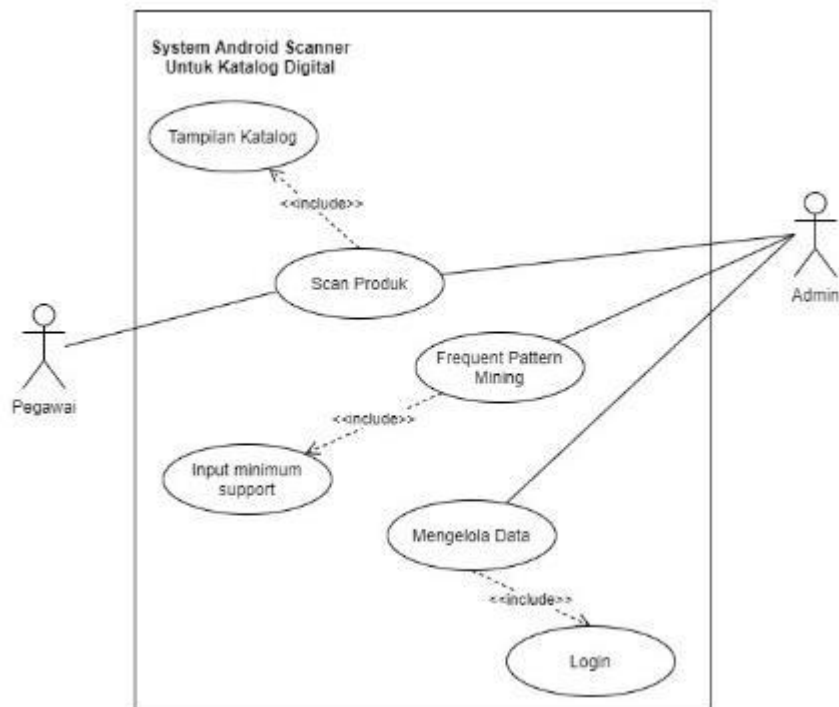 System Android Scanner
Untuk Katalog Digital
Tampilan Katalog
<<include>>
Scan Produk
Admin
Frequent Pattern
Mining
Pegawai
<<include>>
Input minimum
support
Mengelola Data
<<include>>
Login